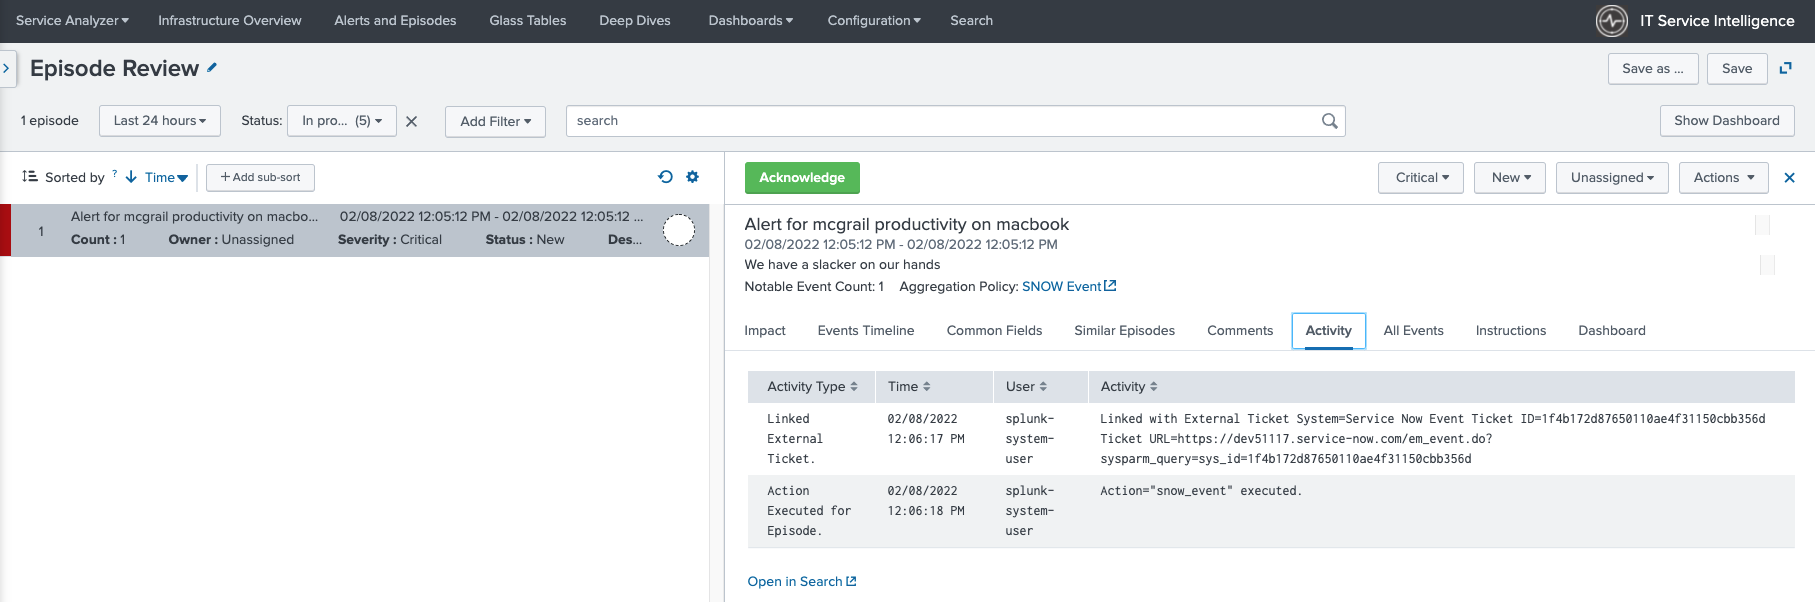 Service Analyzer Infrastructure Overview Alerts and Episodes Glass Tables Deep Dives Dashboards Configuration Search IT Service Intelligence
Episode Review Save as ... Save
1 episode Last 24 hours Status: In pro... (5) Add Filter search Show Dashboard
Sorted by ? Time + Add sub-sort
1 Alert for mcgrail productivity on macbo... 02/08/2022 12:05:12 PM - 02/08/2022 12:05:12 ...
Count : 1 Owner : Unassigned Severity : Critical Status : New Des...
Acknowledge Critical New Unassigned Actions
Alert for mcgrail productivity on macbook
02/08/2022 12:05:12 PM - 02/08/2022 12:05:12 PM
We have a slacker on our hands
Notable Event Count: 1 Aggregation Policy: SNOW Event
Impact Events Timeline Common Fields Similar Episodes Comments Activity All Events Instructions Dashboard
Activity Type Time User Activity
Linked 02/08/2022 splunk- Linked with External Ticket System=Service Now Event Ticket ID=1f4b172d87650110ae4f31150cbb356d
External 12:06:17 PM system- Ticket URL=https://dev51117.service-now.com/em_event.do?
Ticket. user sysparm_query=sys_id=1f4b172d87650110ae4f31150cbb356d
Action 02/08/2022 splunk- Action="snow_event" executed.
Executed for 12:06:18 PM system-
Episode. user
Open in Search